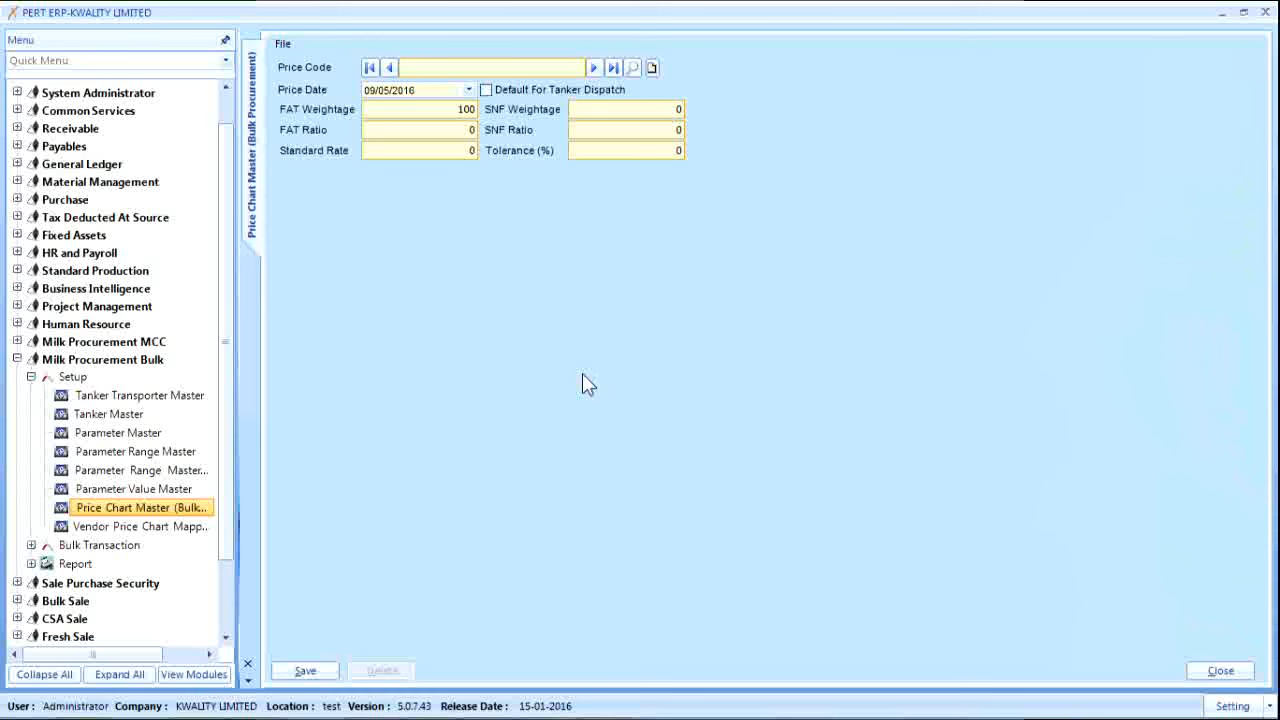 PERT ERP-KWALITY LIMITED
Menu
Quick Menu
System Administrator
Common Services
Receivable
Payables
General Ledger
Material Management
Purchase
Tax Deducted At Source
Fixed Assets
HR and Payroll
Standard Production
Business Intelligence
Project Management
Human Resource
Milk Procurement MCC
Milk Procurement Bulk
Setup
Tanker Transporter Master
Tanker Master
Parameter Master
Parameter Range Master
Parameter Range Master...
Parameter Value Master
Price Chart Master (Bulk...
Vendor Price Chart Mapp...
Bulk Transaction
Report
Sale Purchase Security
Bulk Sale
CSA Sale
Fresh Sale
Collapse All Expand All View Modules
Price Chart Master (Bulk Procurement)
File
Price Code
Price Date 09/05/2016 Default For Tanker Dispatch
FAT Weightage 100 SNF Weightage 0
FAT Ratio 0 SNF Ratio 0
Standard Rate 0 Tolerance (%) 0
Save Delete Close
User : Administrator Company : KWALITY LIMITED Location : test Version : 5.0.7.43 Release Date : 15-01-2016 Setting